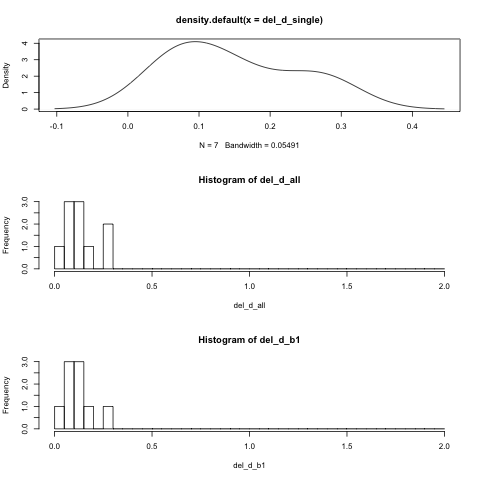 density.default(x = del_d_single)
Density
4
3
2
1
0
-0.1 0.0 0.1 0.2 0.3 0.4
N = 7 Bandwidth = 0.05491
Histogram of del_d_all
Frequency
3.0
2.0
1.0
0.0
0.0 0.5 1.0 1.5 2.0
del_d_all
Histogram of del_d_b1
Frequency
3.0
2.0
1.0
0.0
0.0 0.5 1.0 1.5 2.0
del_d_b1